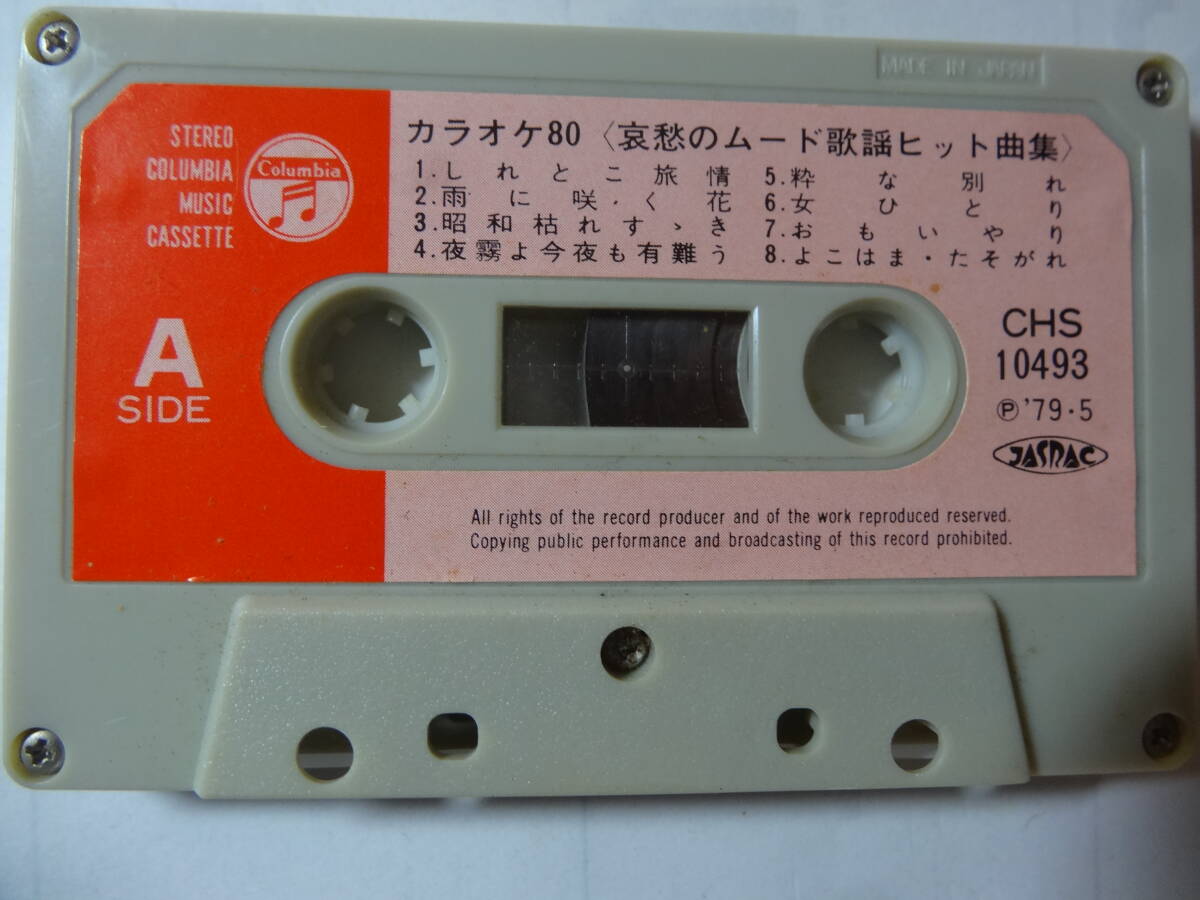 MADE IN JAPAN
STEREO
COLUMBIA
MUSIC
CASSETTE
Columbia
カラオケ80〈哀愁のムード歌謡ヒット曲集〉
1.しれとこ旅情
2.雨に咲・く花
3.昭和枯れすゝき
4.夜霧よ今夜も有難う
5.粋な別れ
6.女ひとり
7.おもいやり
8.よこはま・たそがれ
A
SIDE
CHS
10493
Ⓟ'79・5
JASRAC
All rights of the record producer and of the work reproduced reserved.
Copying public performance and broadcasting of this record prohibited.